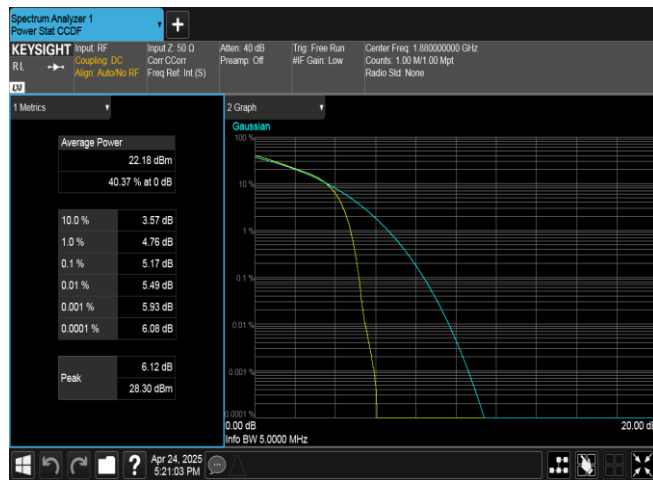 Spectrum Analyzer 1
Power Stat CCDF
KEYSIGHT
RL
LXI
Input: RF
Coupling: DC
Align: Auto/No RF
Input Z: 50 Ω
Corr CCorr
Freq Ref: Int (S)
Atten: 40 dB
Preamp: Off
Trig: Free Run
#IF Gain: Low
Center Freq: 1.880000000 GHz
Counts: 1.00 M/1.00 Mpt
Radio Std: None
1 Metrics
Average Power
22.18 dBm
40.37 % at 0 dB
10.0 % 3.57 dB
1.0 % 4.76 dB
0.1 % 5.17 dB
0.01 % 5.49 dB
0.001 % 5.93 dB
0.0001 % 6.08 dB
Peak
6.12 dB
28.30 dBm
2 Graph
Gaussian
100 %
10 %
1 %
0.1 %
0.01 %
0.001 %
0.0001 %
0.00 dB
20.00 dB
Info BW 5.0000 MHz
?
Apr 24, 2025
5:21:03 PM